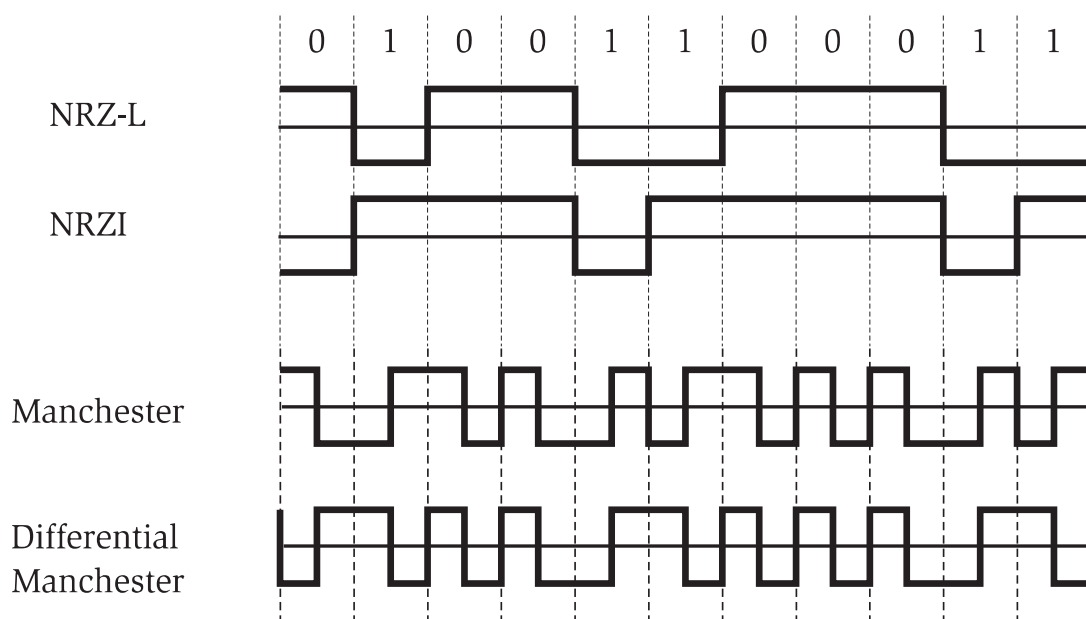 0 1 0 0 1 1 0 0 0 1 1
NRZ-L
NRZI
Manchester
Differential
Manchester